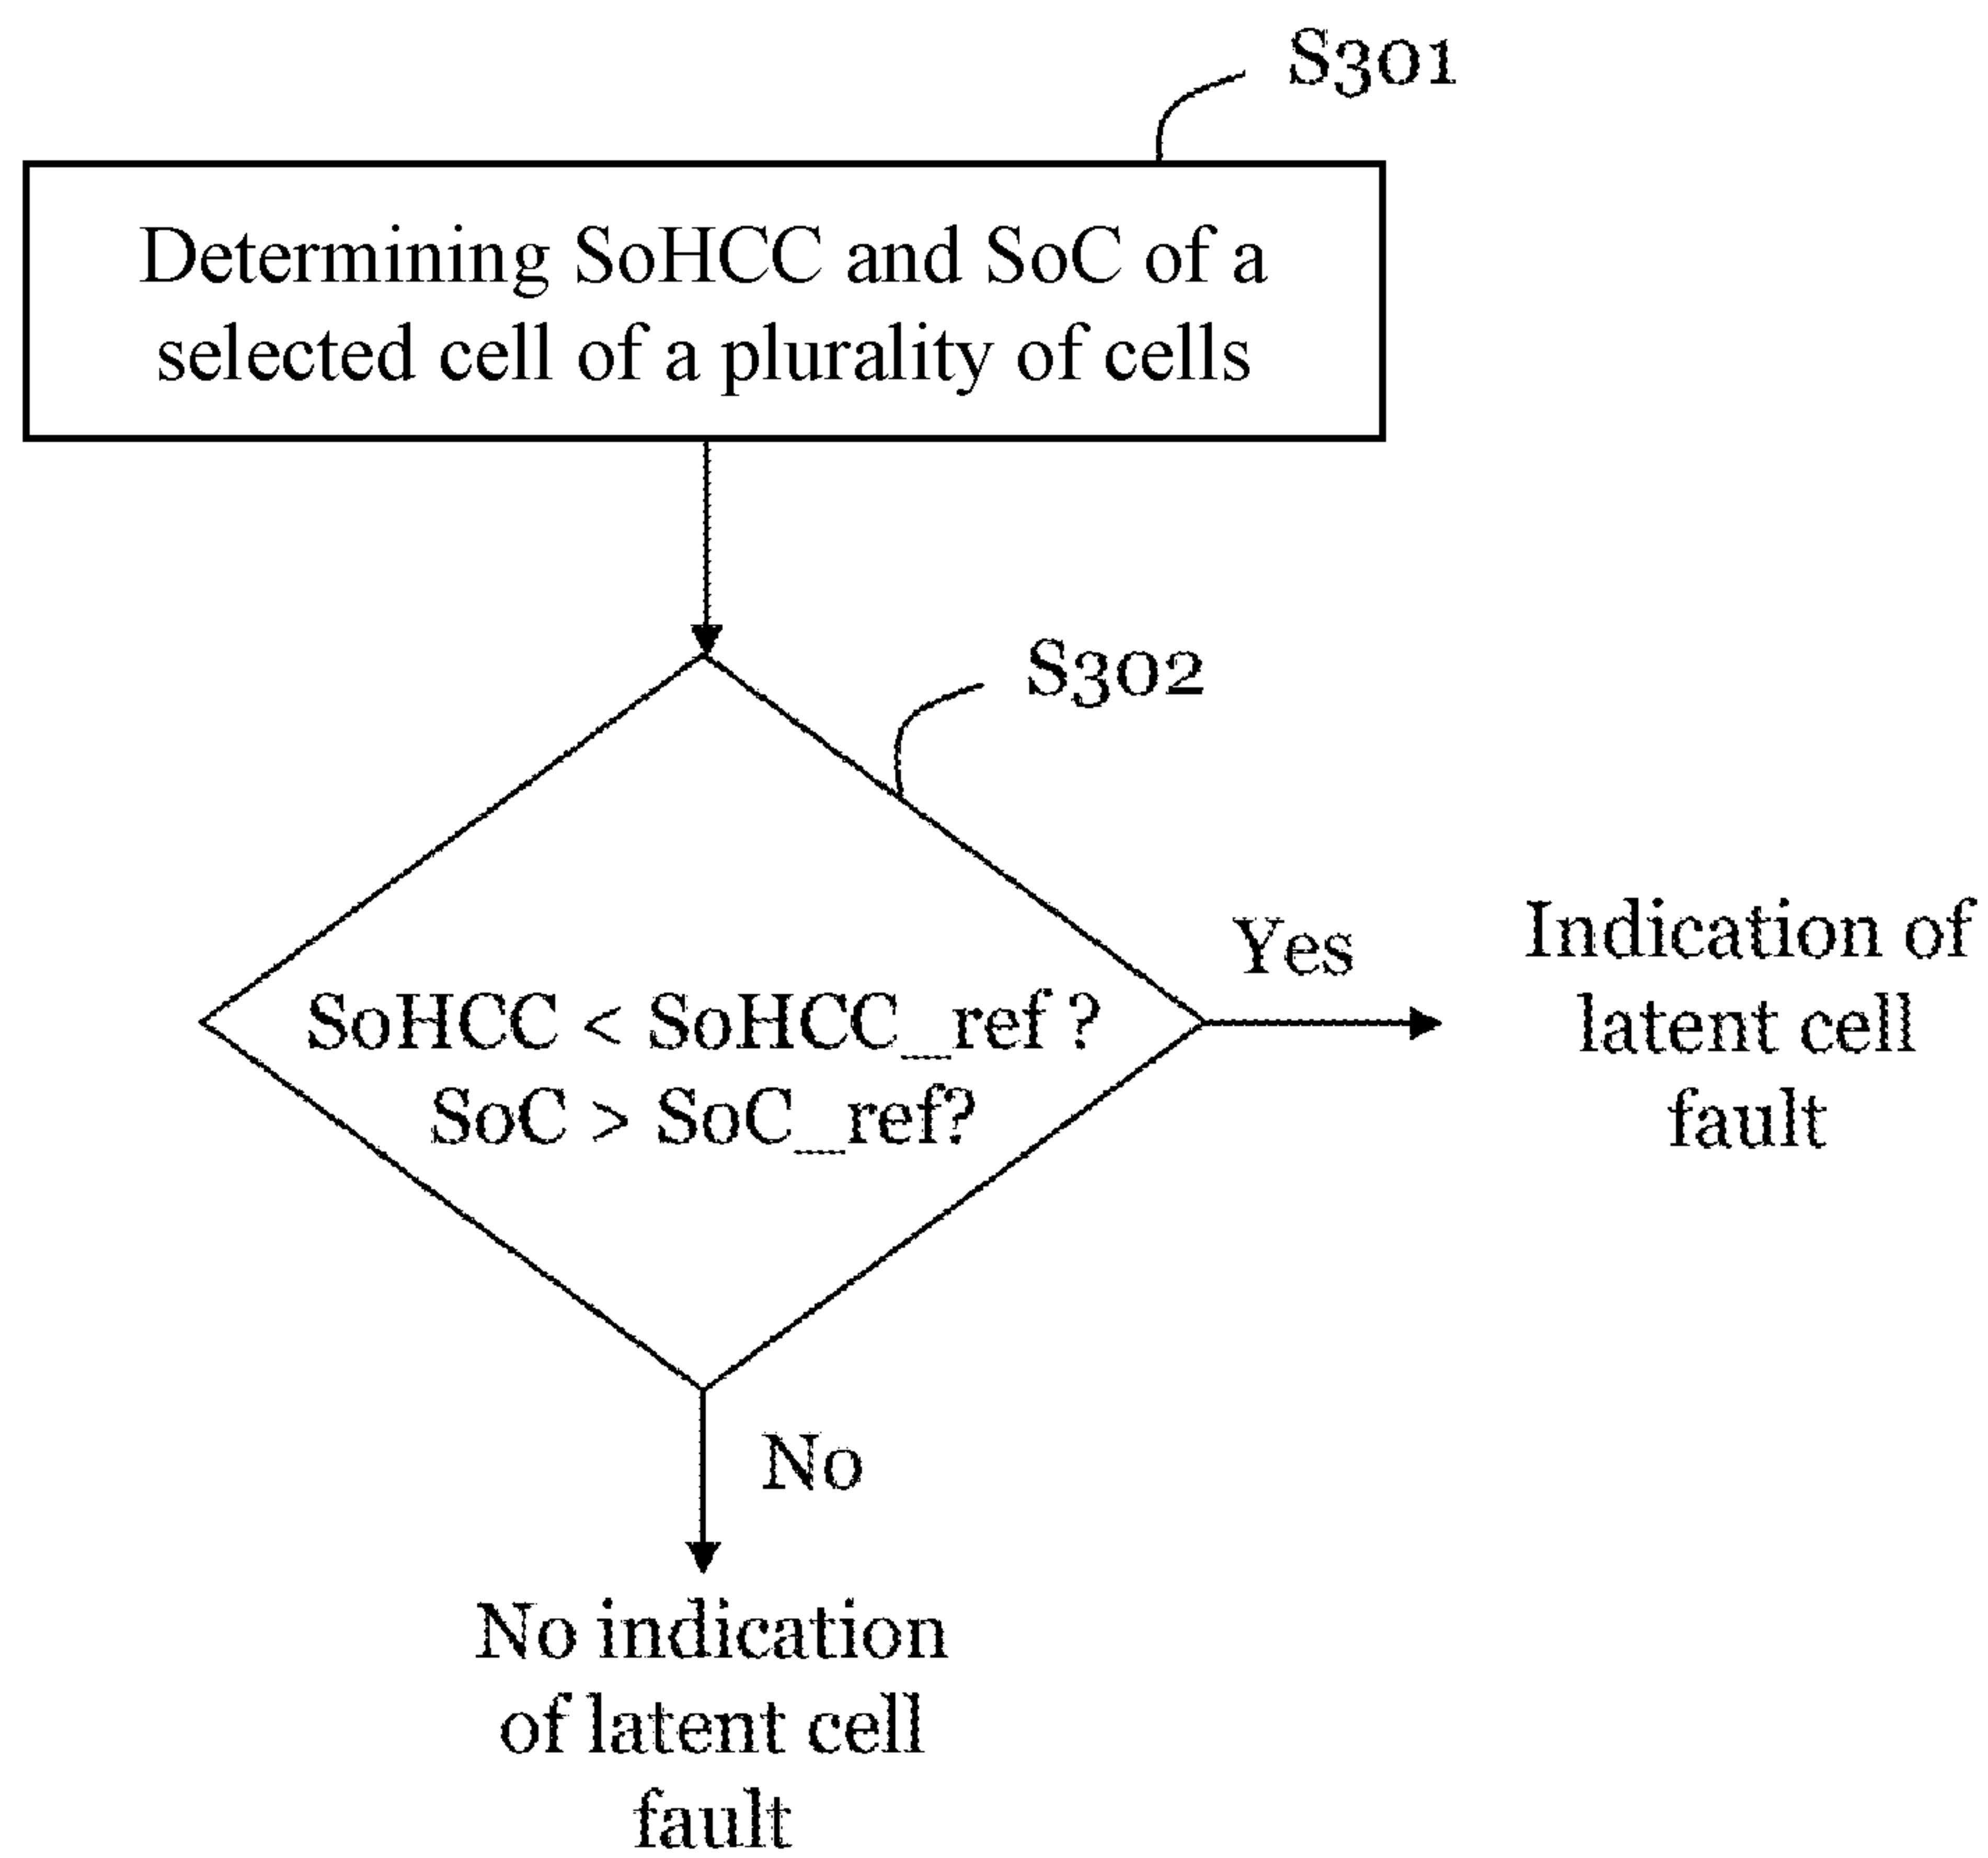 S301
Determining SoHCC and SoC of a
selected cell of a plurality of cells
S302
SoHCC < SoHCC_ref ?
SoC > SoC_ref?
Yes
Indication of
latent cell
fault
No
No indication
of latent cell
fault